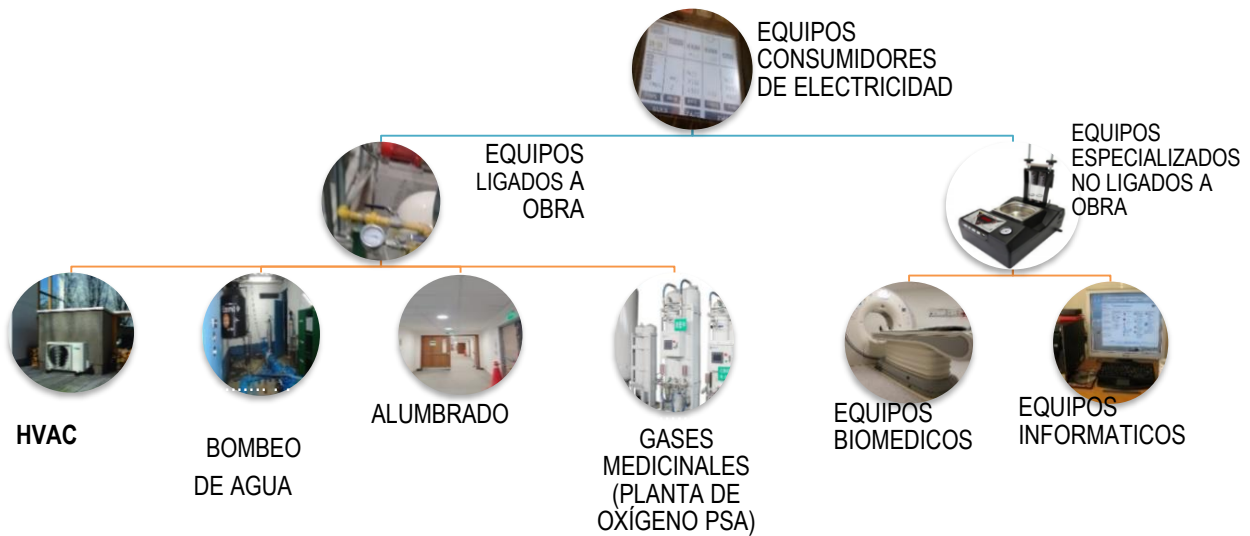 EQUIPOS
CONSUMIDORES
DE ELECTRICIDAD
EQUIPOS
LIGADOS A
OBRA
EQUIPOS
ESPECIALIZADOS
NO LIGADOS A
OBRA
HVAC
BOMBEO
DE AGUA
ALUMBRADO
GASES
MEDICINALES
(PLANTA DE
OXÍGENO PSA)
EQUIPOS
BIOMEDICOS
EQUIPOS
INFORMATICOS